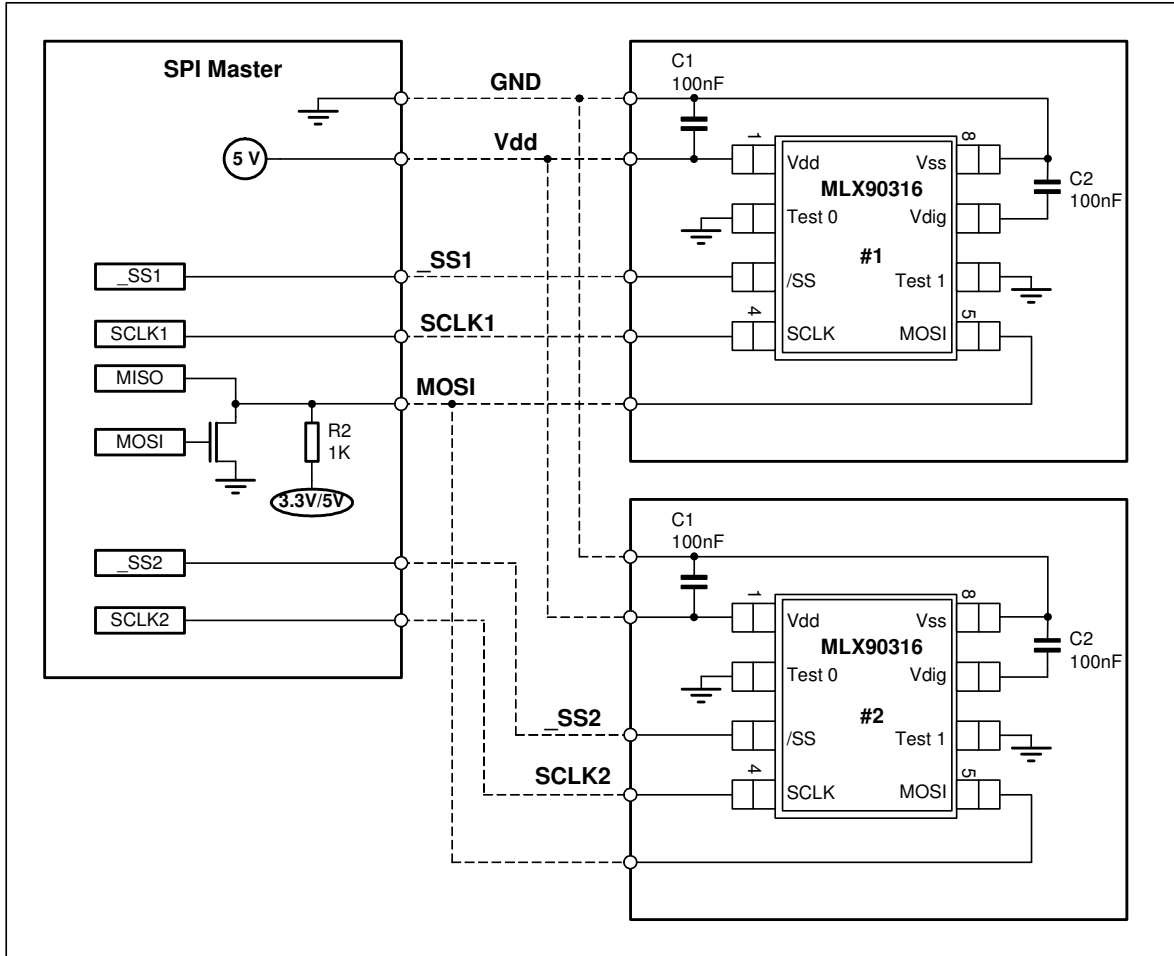 SPI Master
GND
Vdd
5 V
_SS1
_SS1
SCLK1
SCLK1
MISO
MOSI
MOSI
R2
1K
3.3V/5V
_SS2
SCLK2
_SS2
SCLK2
C1
100nF
1
8
Vdd
Vss
MLX90316
C2
100nF
Test 0
Vdig
#1
/SS
Test 1
4
5
SCLK
MOSI
C1
100nF
1
8
Vdd
Vss
MLX90316
C2
100nF
Test 0
Vdig
#2
/SS
Test 1
4
5
SCLK
MOSI